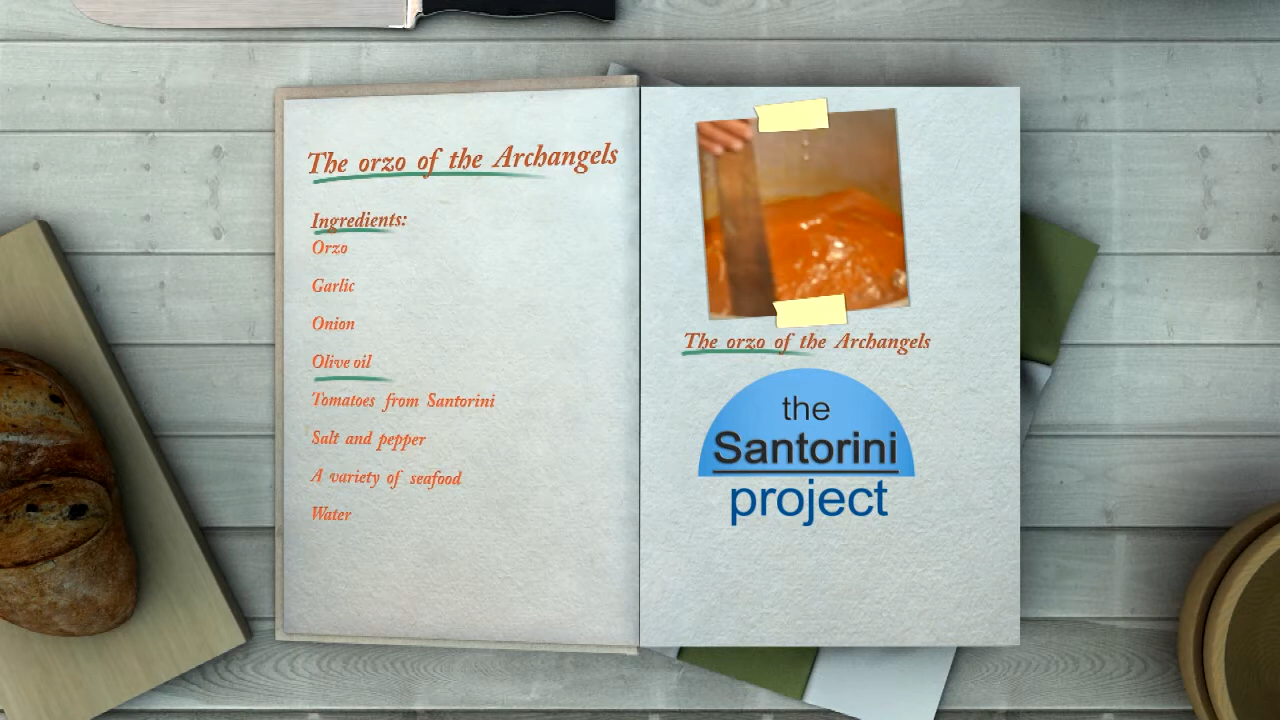 The orzo of the Archangels
Ingredients:
Orzo
Garlic
Onion
Olive oil
Tomatoes from Santorini
Salt and pepper
A variety of seafood
Water
The orzo of the Archangels
the
Santorini
project